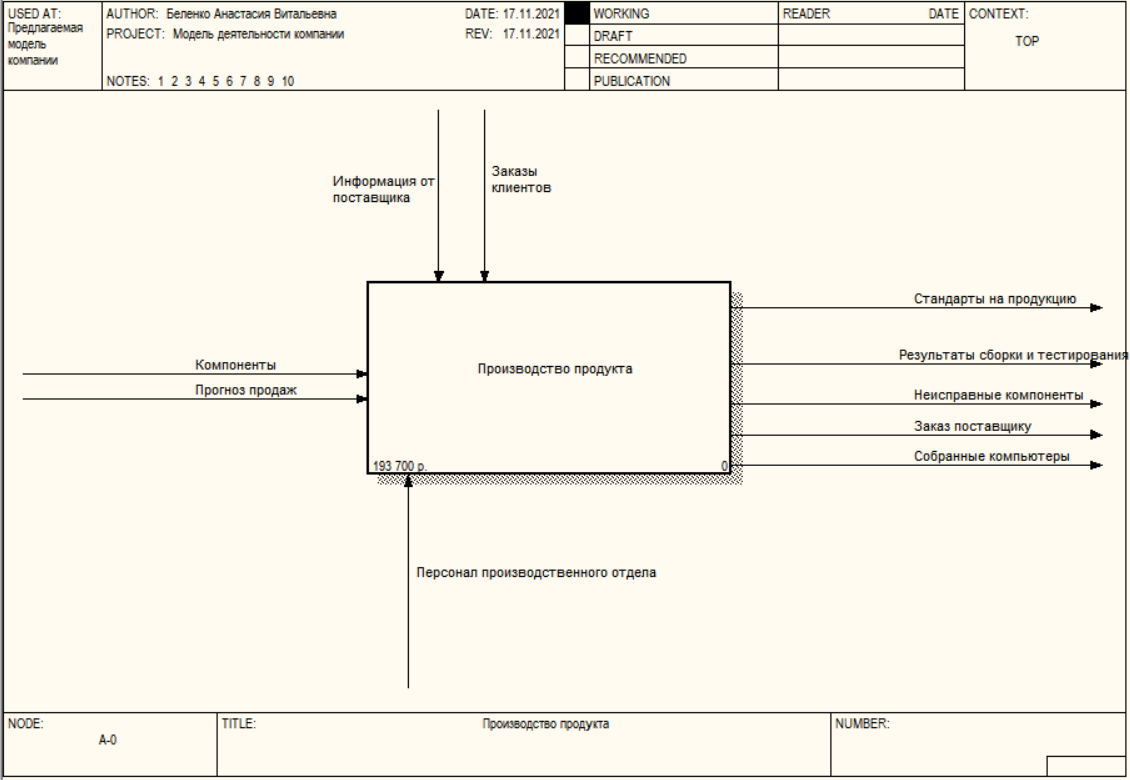 USED AT:
Предлагаемая
модель
компании
AUTHOR: Беленко Анастасия Витальевна
DATE: 17.11.2021
PROJECT: Модель деятельности компании
REV: 17.11.2021
NOTES: 1 2 3 4 5 6 7 8 9 10
WORKING
DRAFT
RECOMMENDED
PUBLICATION
READER
DATE
CONTEXT:
TOP
Информация от
поставщика
Заказы
клиентов
Компоненты
Прогноз продаж
Производство продукта
193 700 р.
0
Стандарты на продукцию
Результаты сборки и тестирования
Неисправные компоненты
Заказ поставщику
Собранные компьютеры
Персонал производственного отдела
NODE:
A-0
TITLE:
Производство продукта
NUMBER: